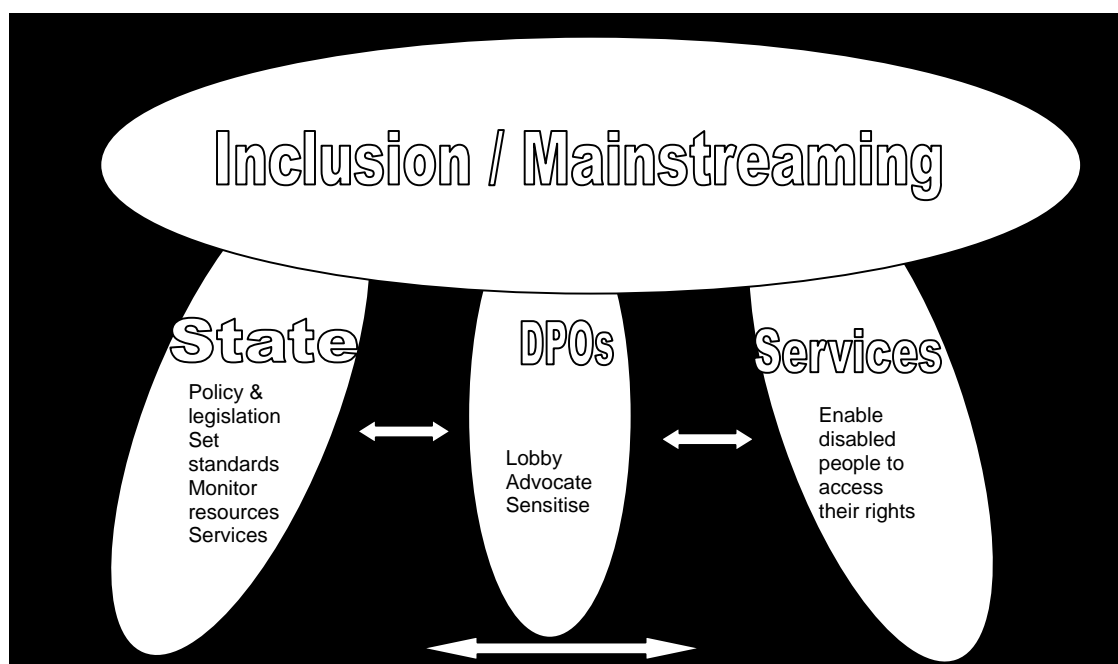 Inclusion / Mainstreaming
State
Policy &
legislation
Set
standards
Monitor
resources
Services
DPOs
Lobby
Advocate
Sensitise
Services
Enable
disabled
people to
access
their rights